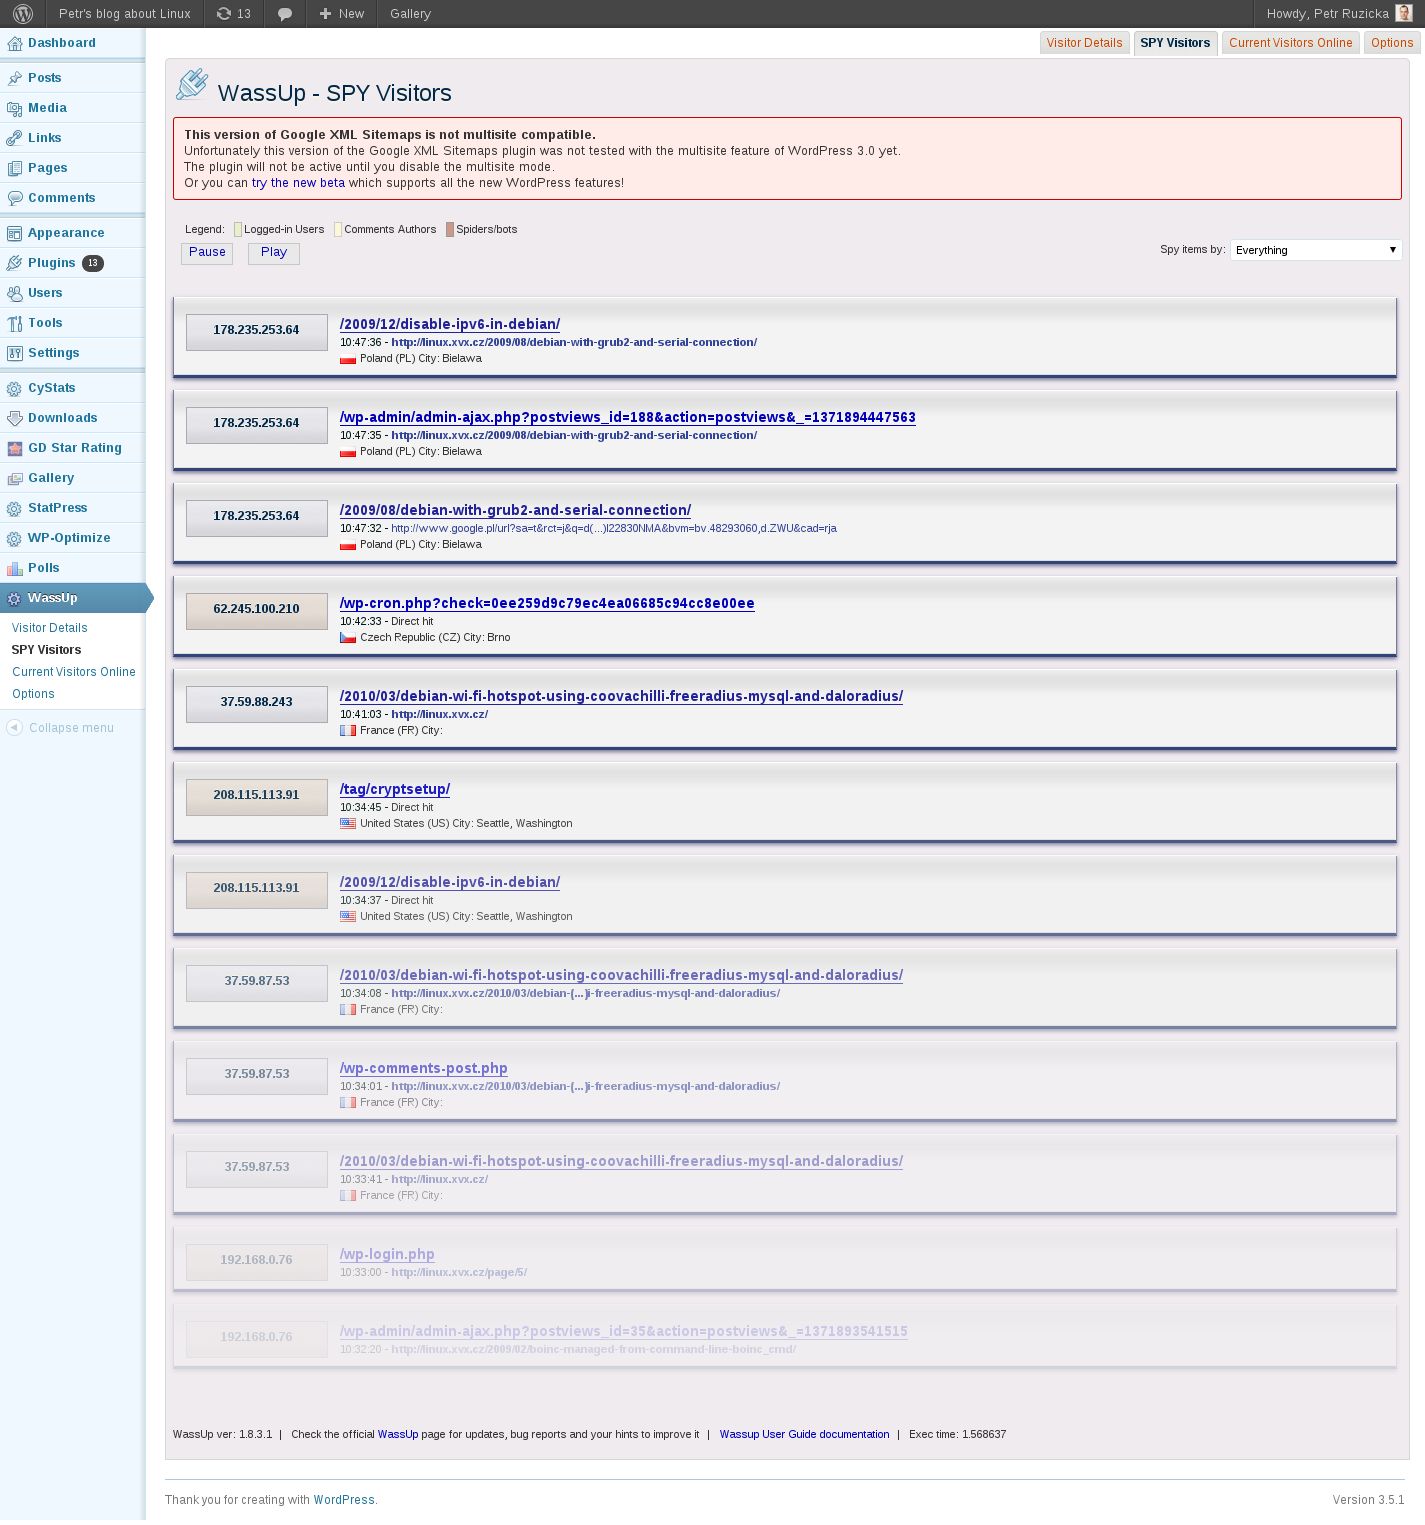 Petr's blog about Linux 13 New Gallery Howdy, Petr Ruzicka
Visitor Details SPY Visitors Current Visitors Online Options
Dashboard
Posts
Media
Links
Pages
Comments
Appearance
Plugins 13
Users
Tools
Settings
CyStats
Downloads
GD Star Rating
Gallery
StatPress
WP-Optimize
Polls
WassUp
Visitor Details
SPY Visitors
Current Visitors Online
Options
Collapse menu
WassUp - SPY Visitors
This version of Google XML Sitemaps is not multisite compatible.
Unfortunately this version of the Google XML Sitemaps plugin was not tested with the multisite feature of WordPress 3.0 yet.
The plugin will not be active until you disable the multisite mode.
Or you can try the new beta which supports all the new WordPress features!
Legend: Logged-in Users Comments Authors Spiders/bots
Pause Play
Spy items by: Everything
178.235.253.64
/2009/12/disable-ipv6-in-debian/
10:47:36 - http://linux.xvx.cz/2009/08/debian-with-grub2-and-serial-connection/
Poland (PL) City: Bielawa
178.235.253.64
/wp-admin/admin-ajax.php?postviews_id=188&action=postviews&_=1371894447563
10:47:35 - http://linux.xvx.cz/2009/08/debian-with-grub2-and-serial-connection/
Poland (PL) City: Bielawa
178.235.253.64
/2009/08/debian-with-grub2-and-serial-connection/
10:47:32 - http://www.google.pl/url?sa=t&rct=j&q=d(...)l22830NMA&bvm=bv.48293060,d.ZWU&cad=rja
Poland (PL) City: Bielawa
62.245.100.210
/wp-cron.php?check=0ee259d9c79ec4ea06685c94cc8e00ee
10:42:33 - Direct hit
Czech Republic (CZ) City: Brno
37.59.88.243
/2010/03/debian-wi-fi-hotspot-using-coovachilli-freeradius-mysql-and-daloradius/
10:41:03 - http://linux.xvx.cz/
France (FR) City:
208.115.113.91
/tag/cryptsetup/
10:34:45 - Direct hit
United States (US) City: Seattle, Washington
208.115.113.91
/2009/12/disable-ipv6-in-debian/
10:34:37 - Direct hit
United States (US) City: Seattle, Washington
37.59.87.53
/2010/03/debian-wi-fi-hotspot-using-coovachilli-freeradius-mysql-and-daloradius/
10:34:08 - http://linux.xvx.cz/2010/03/debian-(...)i-freeradius-mysql-and-daloradius/
France (FR) City:
37.59.87.53
/wp-comments-post.php
10:34:01 - http://linux.xvx.cz/2010/03/debian-(...)i-freeradius-mysql-and-daloradius/
France (FR) City:
37.59.87.53
/2010/03/debian-wi-fi-hotspot-using-coovachilli-freeradius-mysql-and-daloradius/
10:33:41 - http://linux.xvx.cz/
France (FR) City:
192.168.0.76
/wp-login.php
10:33:00 - http://linux.xvx.cz/page/5/
192.168.0.76
/wp-admin/admin-ajax.php?postviews_id=35&action=postviews&_=1371893541515
10:32:20 - http://linux.xvx.cz/2009/02/boinc-managed-from-command-line-boinc_cmd/
WassUp ver: 1.8.3.1 | Check the official WassUp page for updates, bug reports and your hints to improve it | Wassup User Guide documentation | Exec time: 1.568637
Thank you for creating with WordPress. Version 3.5.1